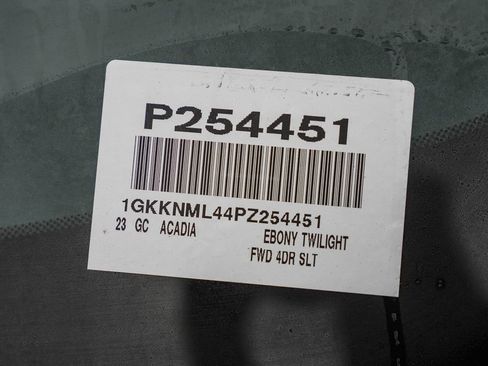 P254451
1GKKNML44PZ254451
23 GC ACADIA EBONY TWILIGHT
FWD 4DR SLT